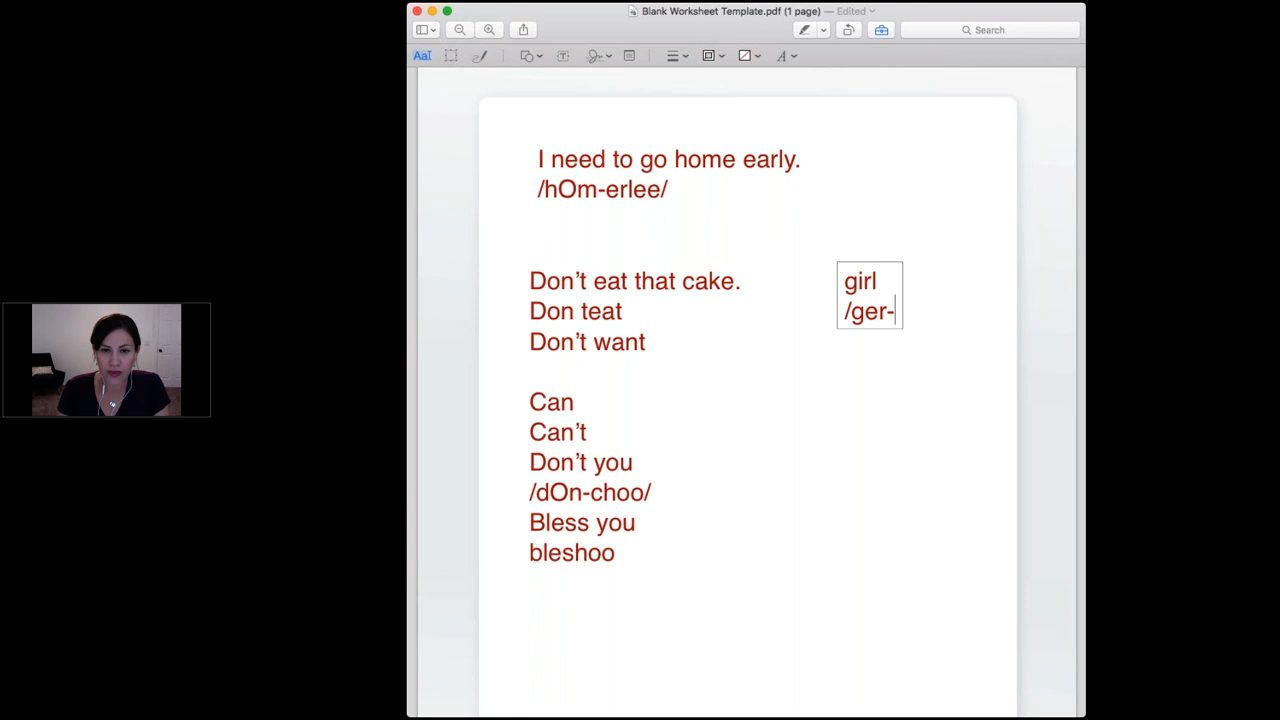 Blank Worksheet Template.pdf (1 page) — Edited
Search
AaI
A
I need to go home early.
/hOm-erlee/
Don't eat that cake.
Don teat
Don't want
girl
/ger-
Can
Can't
Don't you
/dOn-choo/
Bless you
bleshoo